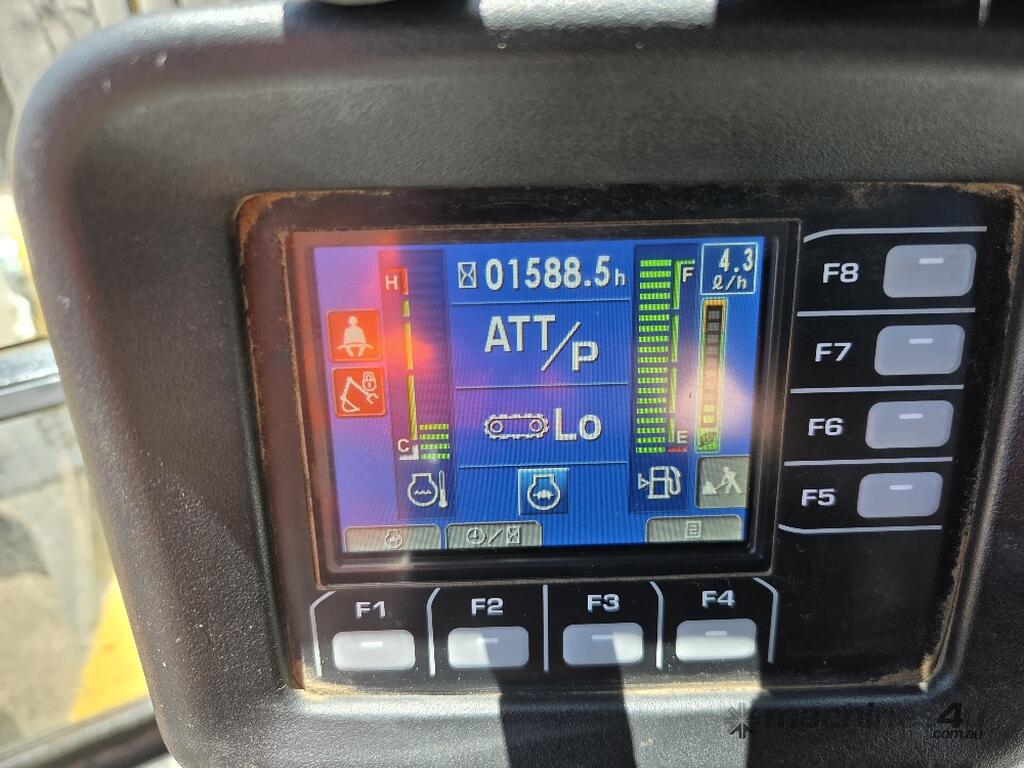 H
01588.5h
F
4.3
ℓ/h
F8
ATT/P
F7
Lo
F6
C
E
F5
F1
F2
F3
F4
machines4u
.com.au